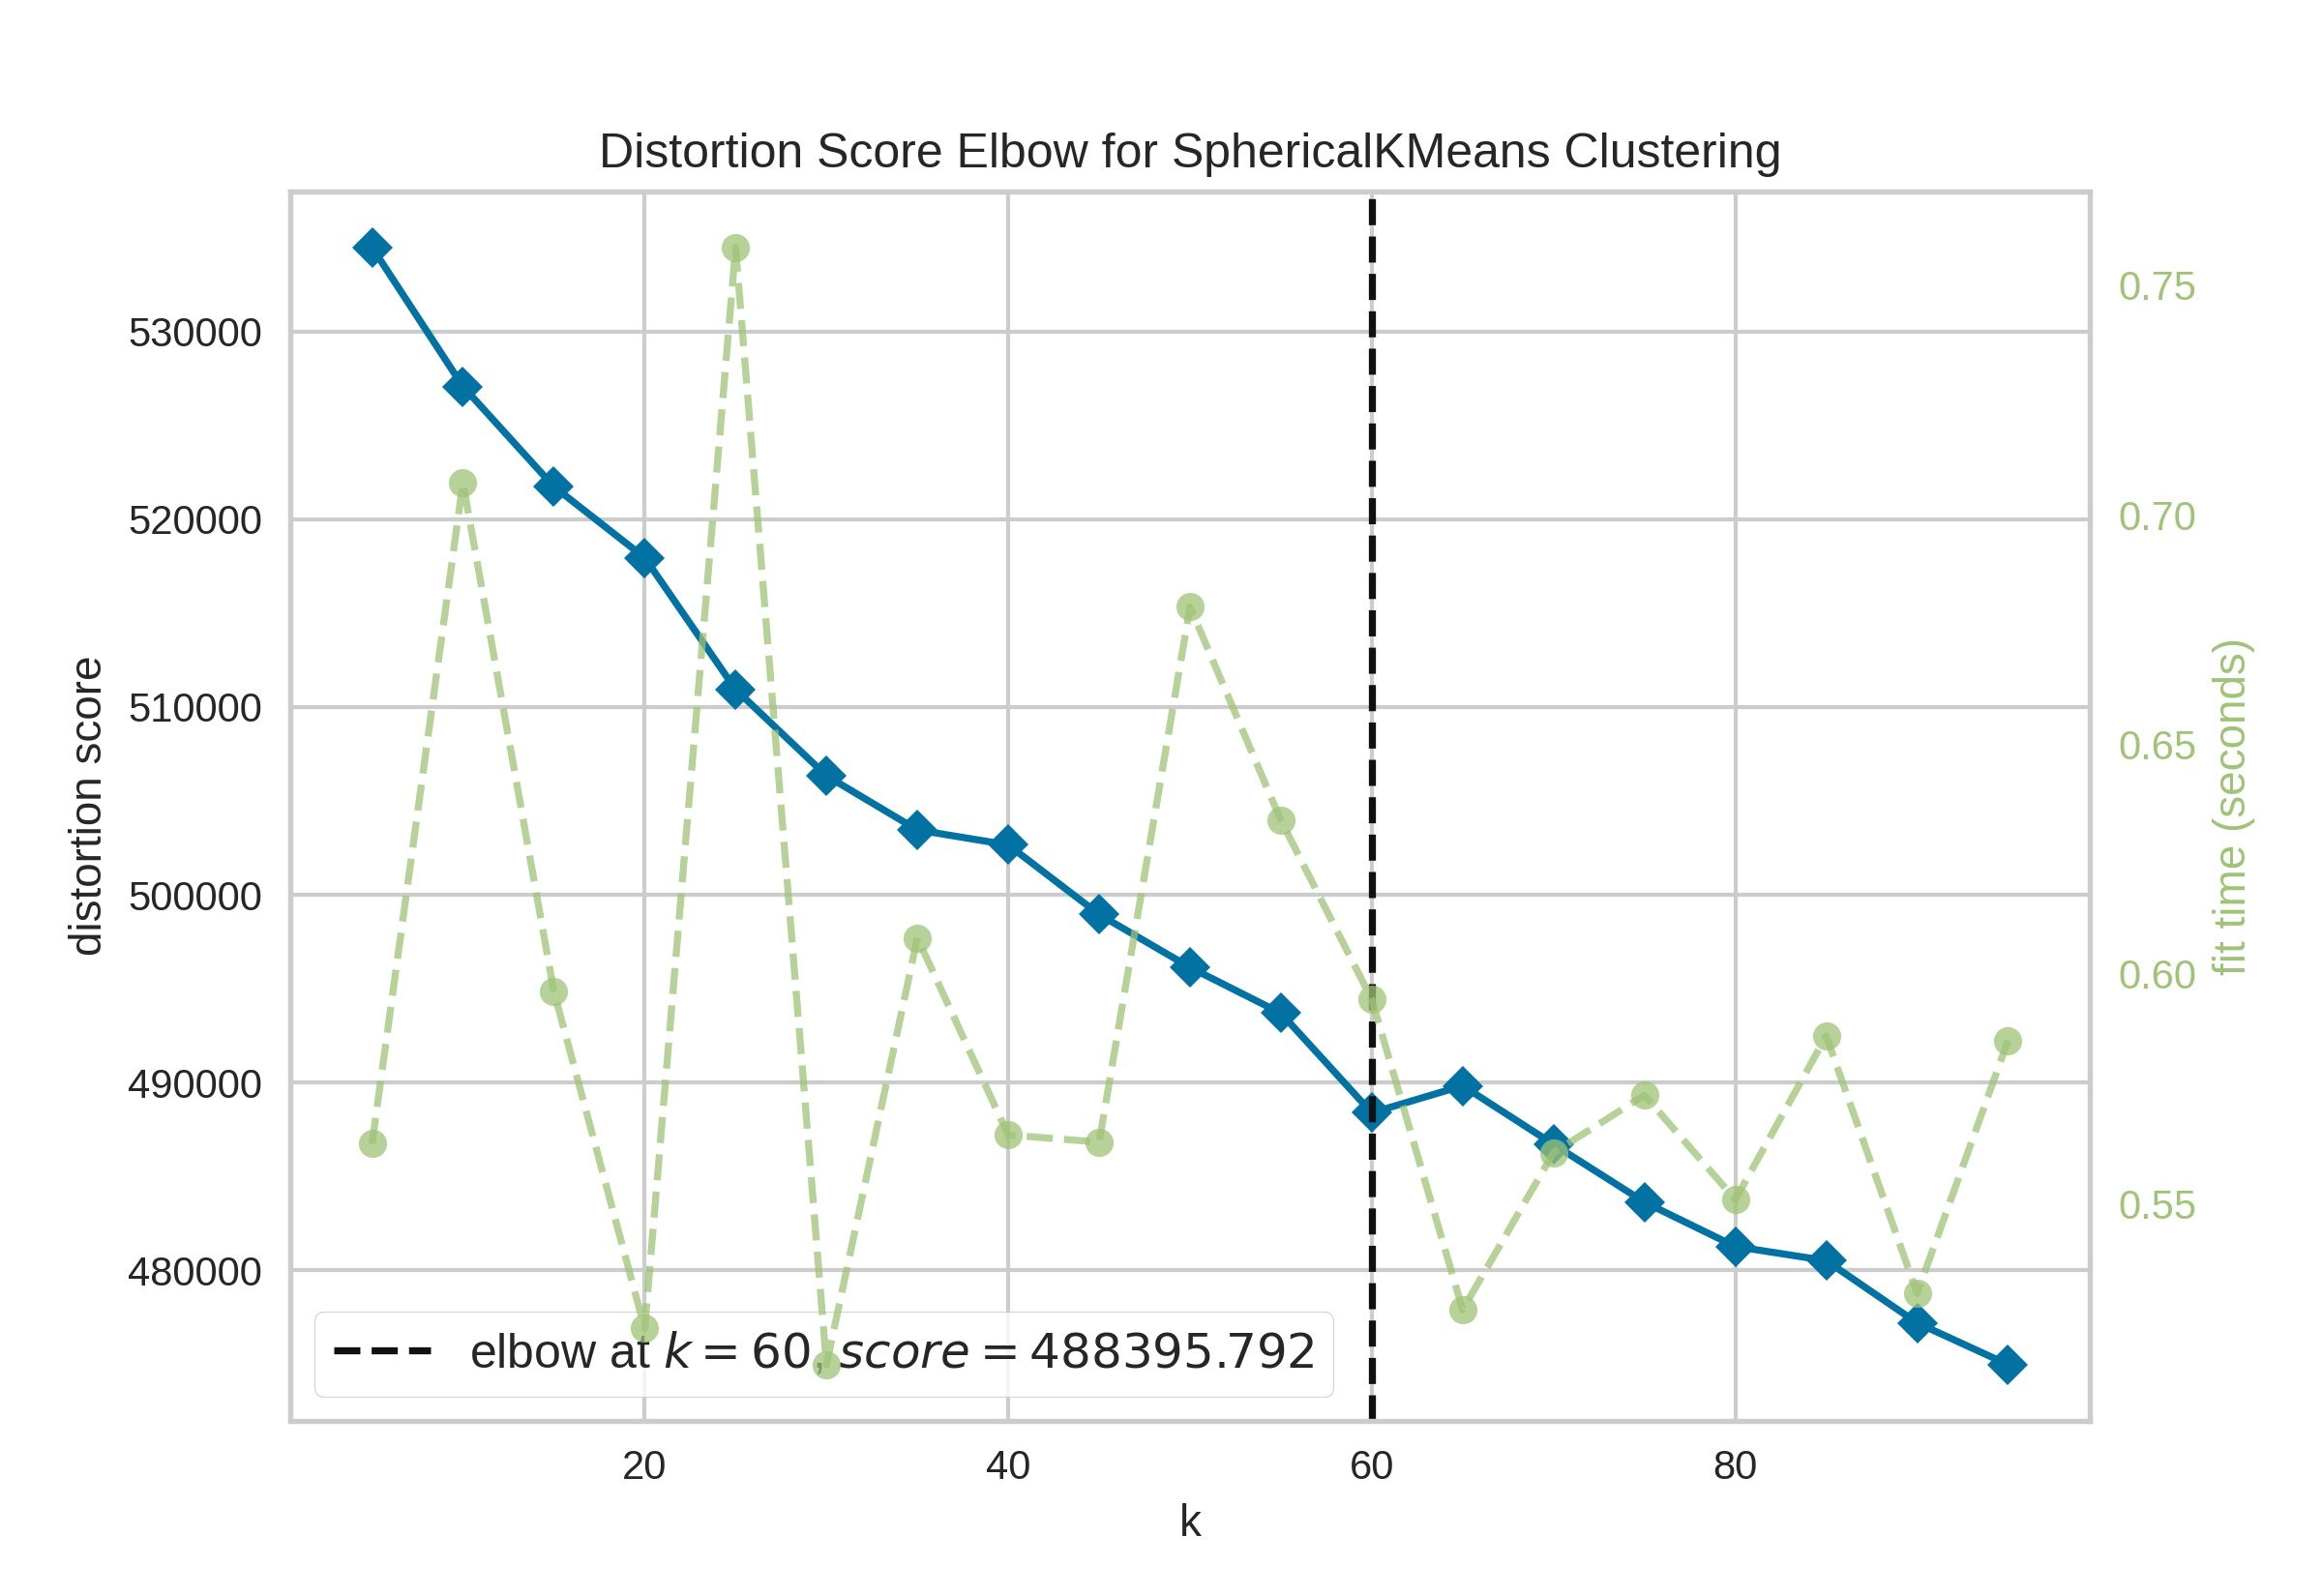 Distortion Score Elbow for SphericalKMeans Clustering
distortion score
530000
520000
510000
500000
490000
480000
0.75
0.70
0.65
0.60
0.55
fit time (seconds)
elbow at k = 60, score = 488395.792
20 40 60 80
k